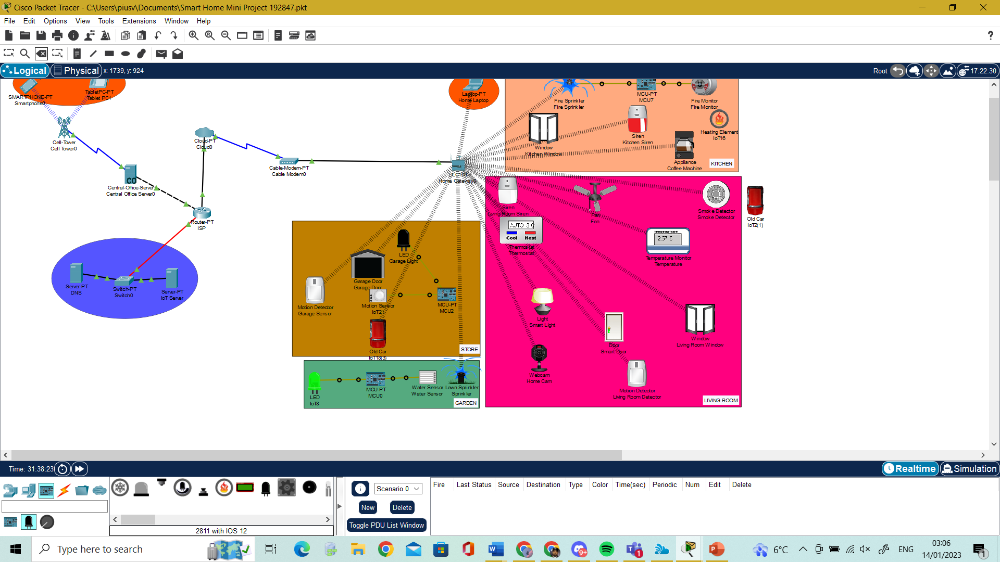 Cisco Packet Tracer - C:\Users\piusv\Documents\Smart Home Mini Project 192847.pkt
File Edit Options View Tools Extensions Window Help
?
Logical Physical x: 1739, y: 924
Root 17:22:30
SMARTPHONE-PT
Smartphone0
TabletPC-PT
Tablet PC1
Cell-Tower
Cell Tower0
CO
Central-Office-Server
Central Office Server0
Cloud-PT
Cloud0
Cable-Modem-PT
Cable Modem0
Router-PT
ISP
Server-PT
DNS
Switch-PT
Switch0
Server-PT
IoT Server
Laptop-PT
Home Laptop
DLC100
Home Gateway0
Fire Sprinkler
Fire Sprinkler
MCU-PT
MCU7
Fire Monitor
Fire Monitor
Window
Kitchen Window
Siren
Kitchen Siren
Heating Element
IoT16
Appliance
Coffee Machine
KITCHEN
Siren
Living Room Siren
Fan
Fan
Smoke Detector
Smoke Detector
Old Car
IoT2(1)
Cool Heat
Thermostat
Thermostat
TEMPERATURE
2.57 C
Temperature Monitor
Temperature
Light
Smart Light
Door
Smart Door
Window
Living Room Window
Webcam
Home Cam
Motion Detector
Living Room Detector
LIVING ROOM
LED
Garage Light
Garage Door
Garage Door
Motion Detector
Garage Sensor
Motion Sensor
IoT21
MCU-PT
MCU2
Old Car
IoT18(3)
STORE
LED
IoT8
MCU-PT
MCU0
Water Sensor
Water Sensor
Lawn Sprinkler
Sprinkler
GARDEN
Time: 31:38:23
Realtime Simulation
2811 with IOS 12
Scenario 0
New Delete
Toggle PDU List Window
Fire Last Status Source Destination Type Color Time(sec) Periodic Num Edit Delete
Type here to search
9+
1
6°C
ENG
03:06
14/01/2023
1